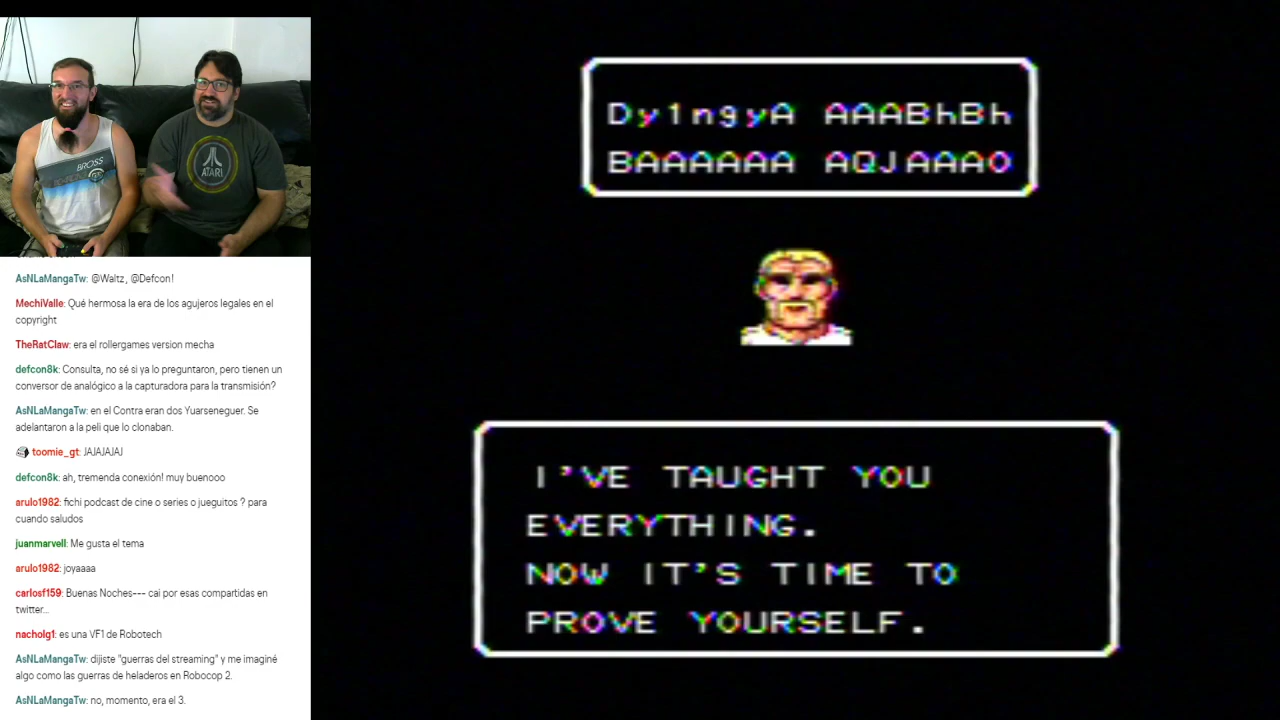 BROSS
ATARI
AsNLaMangaTw: @Waltz, @Defcon!
MechiValle: Qué hermosa la era de los agujeros legales en el
copyright
TheRatClaw: era el rollergames version mecha
defcon8k: Consulta, no sé si ya lo preguntaron, pero tienen un
conversor de analógico a la capturadora para la transmisión?
AsNLaMangaTw: en el Contra eran dos Yuarseneguer. Se
adelantaron a la peli que lo clonaban.
toomie_gt: JAJAJAJAJ
defcon8k: ah, tremenda conexión! muy buenooo
arulo1982: fichi podcast de cine o series o jueguitos ? para
cuando saludos
juanmarvell: Me gusta el tema
arulo1982: joyaaaa
carlosf159: Buenas Noches--- cai por esas compartidas en
twitter...
nacholg1: es una VF1 de Robotech
AsNLaMangaTw: dijiste "guerras del streaming" y me imaginé
algo como las guerras de heladeros en Robocop 2.
AsNLaMangaTw: no, momento, era el 3.
Dy1ngyA AAABhBh
BAAAAAA AQJAAAO
I'VE TAUGHT YOU
EVERYTHING.
NOW IT'S TIME TO
PROVE YOURSELF.